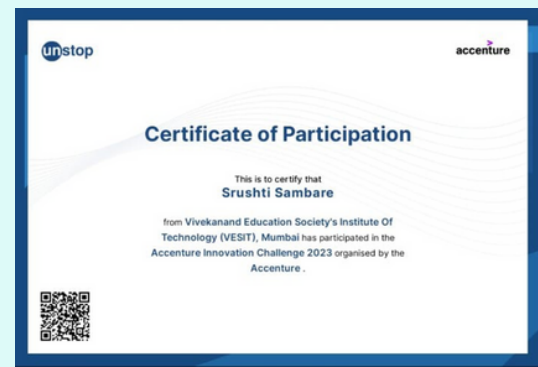 unstop
accenture
Certificate of Participation
This is to certify that
Srushti Sambare
from Vivekanand Education Society's Institute Of
Technology (VESIT), Mumbai has participated in the
Accenture Innovation Challenge 2023 organised by the
Accenture .